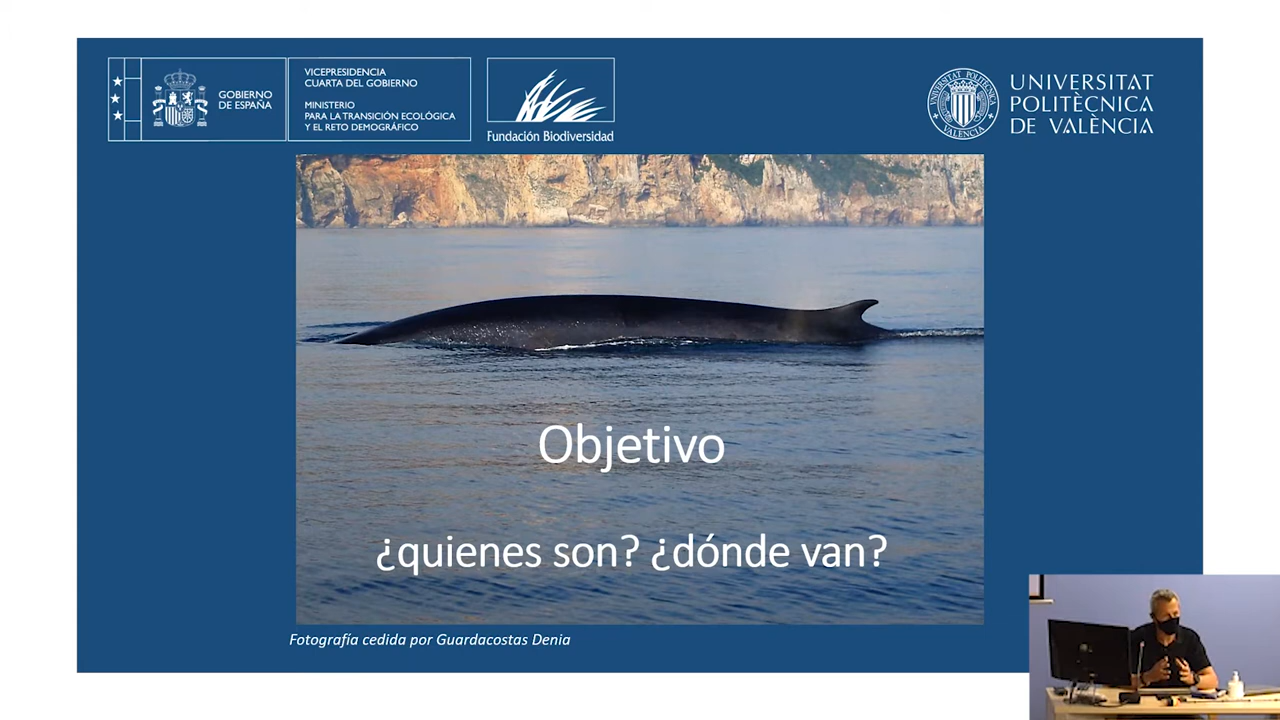 GOBIERNO
DE ESPAÑA
VICEPRESIDENCIA
CUARTA DEL GOBIERNO
MINISTERIO
PARA LA TRANSICIÓN ECOLÓGICA
Y EL RETO DEMOGRÁFICO
Fundación Biodiversidad
UNIVERSITAT
POLITÈCNICA
DE VALÈNCIA
Objetivo
¿quienes son? ¿dónde van?
Fotografía cedida por Guardacostas Denia